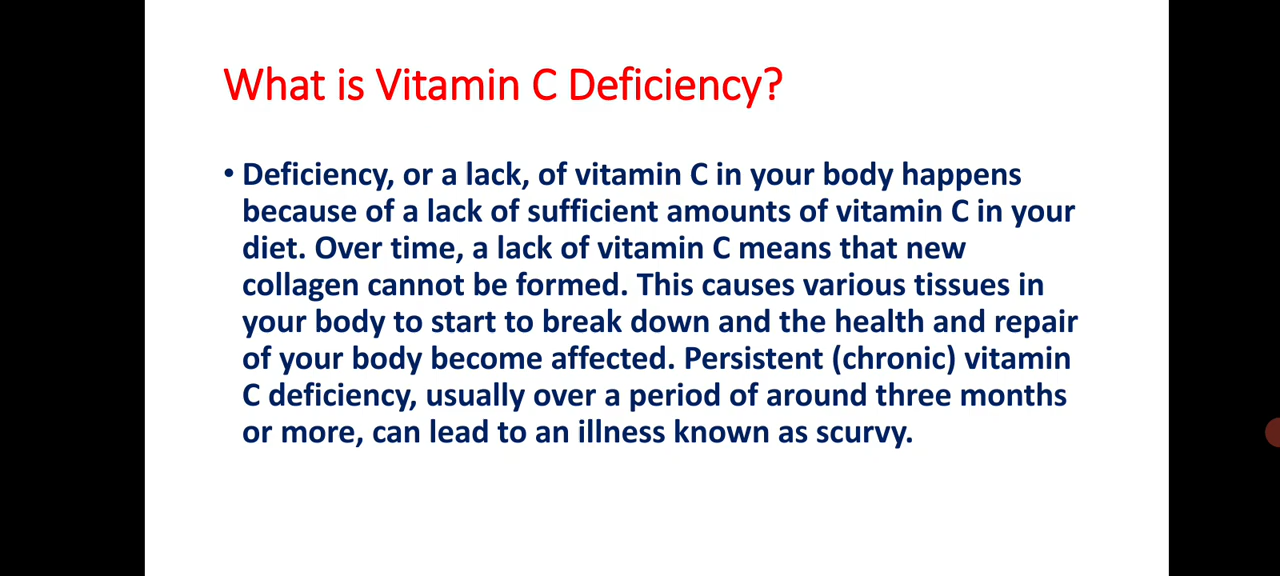 What is Vitamin C Deficiency?
• Deficiency, or a lack, of vitamin C in your body happens
because of a lack of sufficient amounts of vitamin C in your
diet. Over time, a lack of vitamin C means that new
collagen cannot be formed. This causes various tissues in
your body to start to break down and the health and repair
of your body become affected. Persistent (chronic) vitamin
C deficiency, usually over a period of around three months
or more, can lead to an illness known as scurvy.